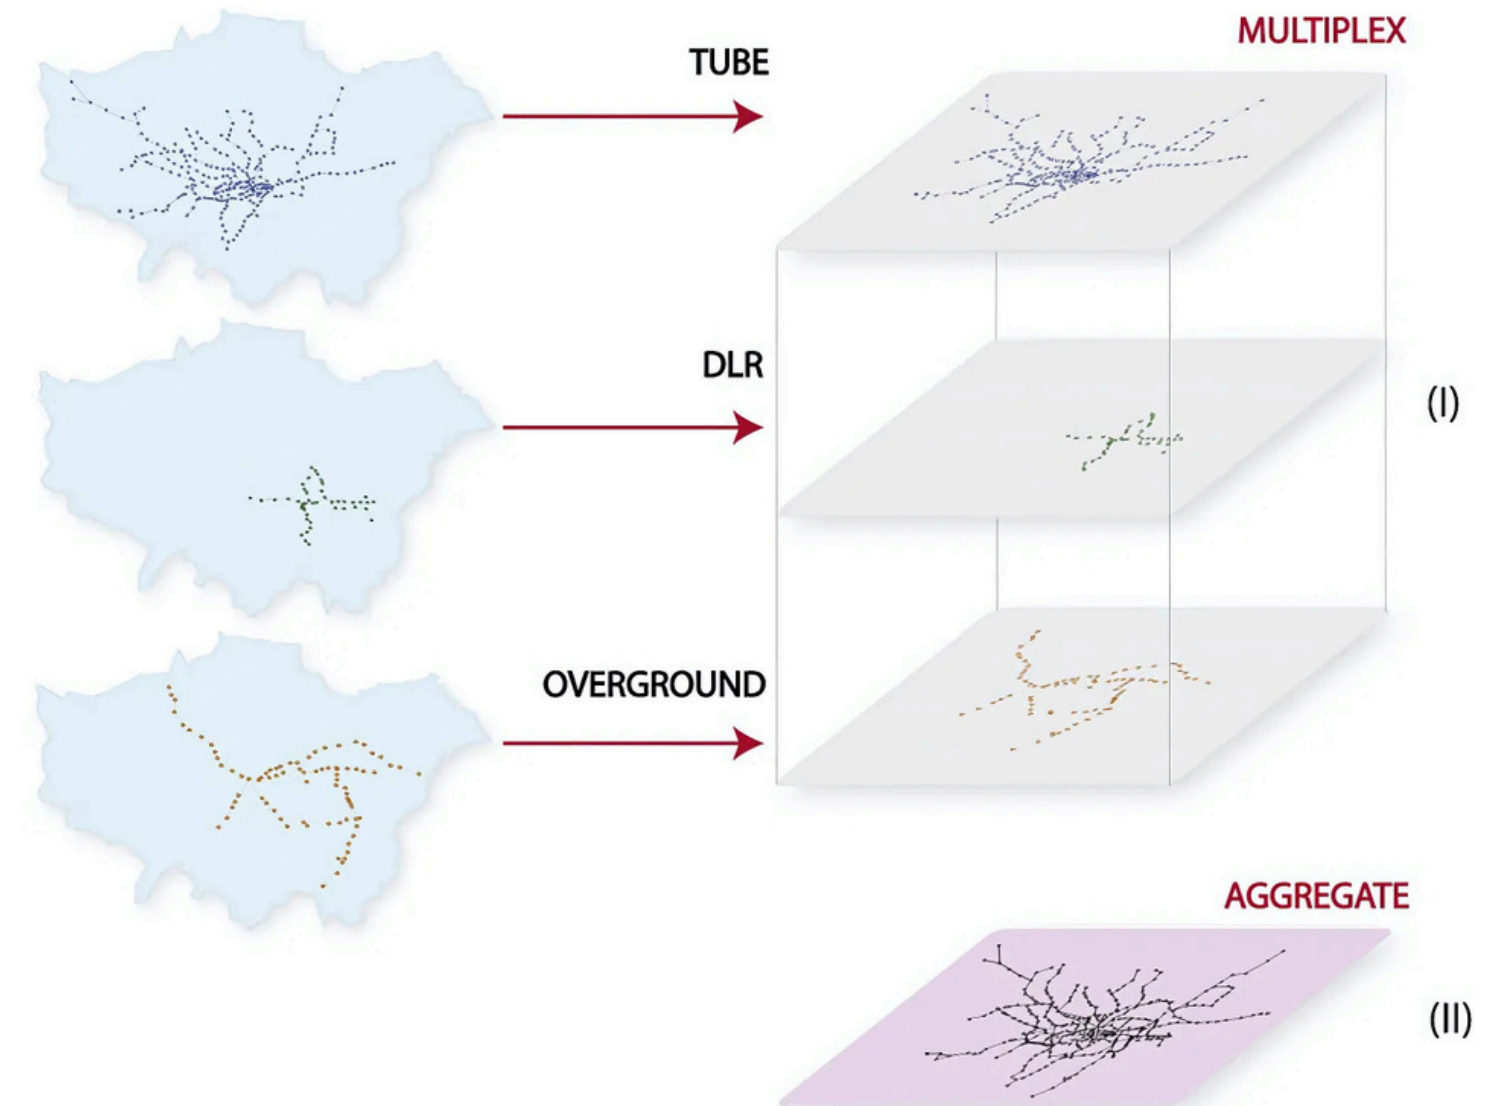 MULTIPLEX
TUBE
DLR
(I)
OVERGROUND
AGGREGATE
(II)